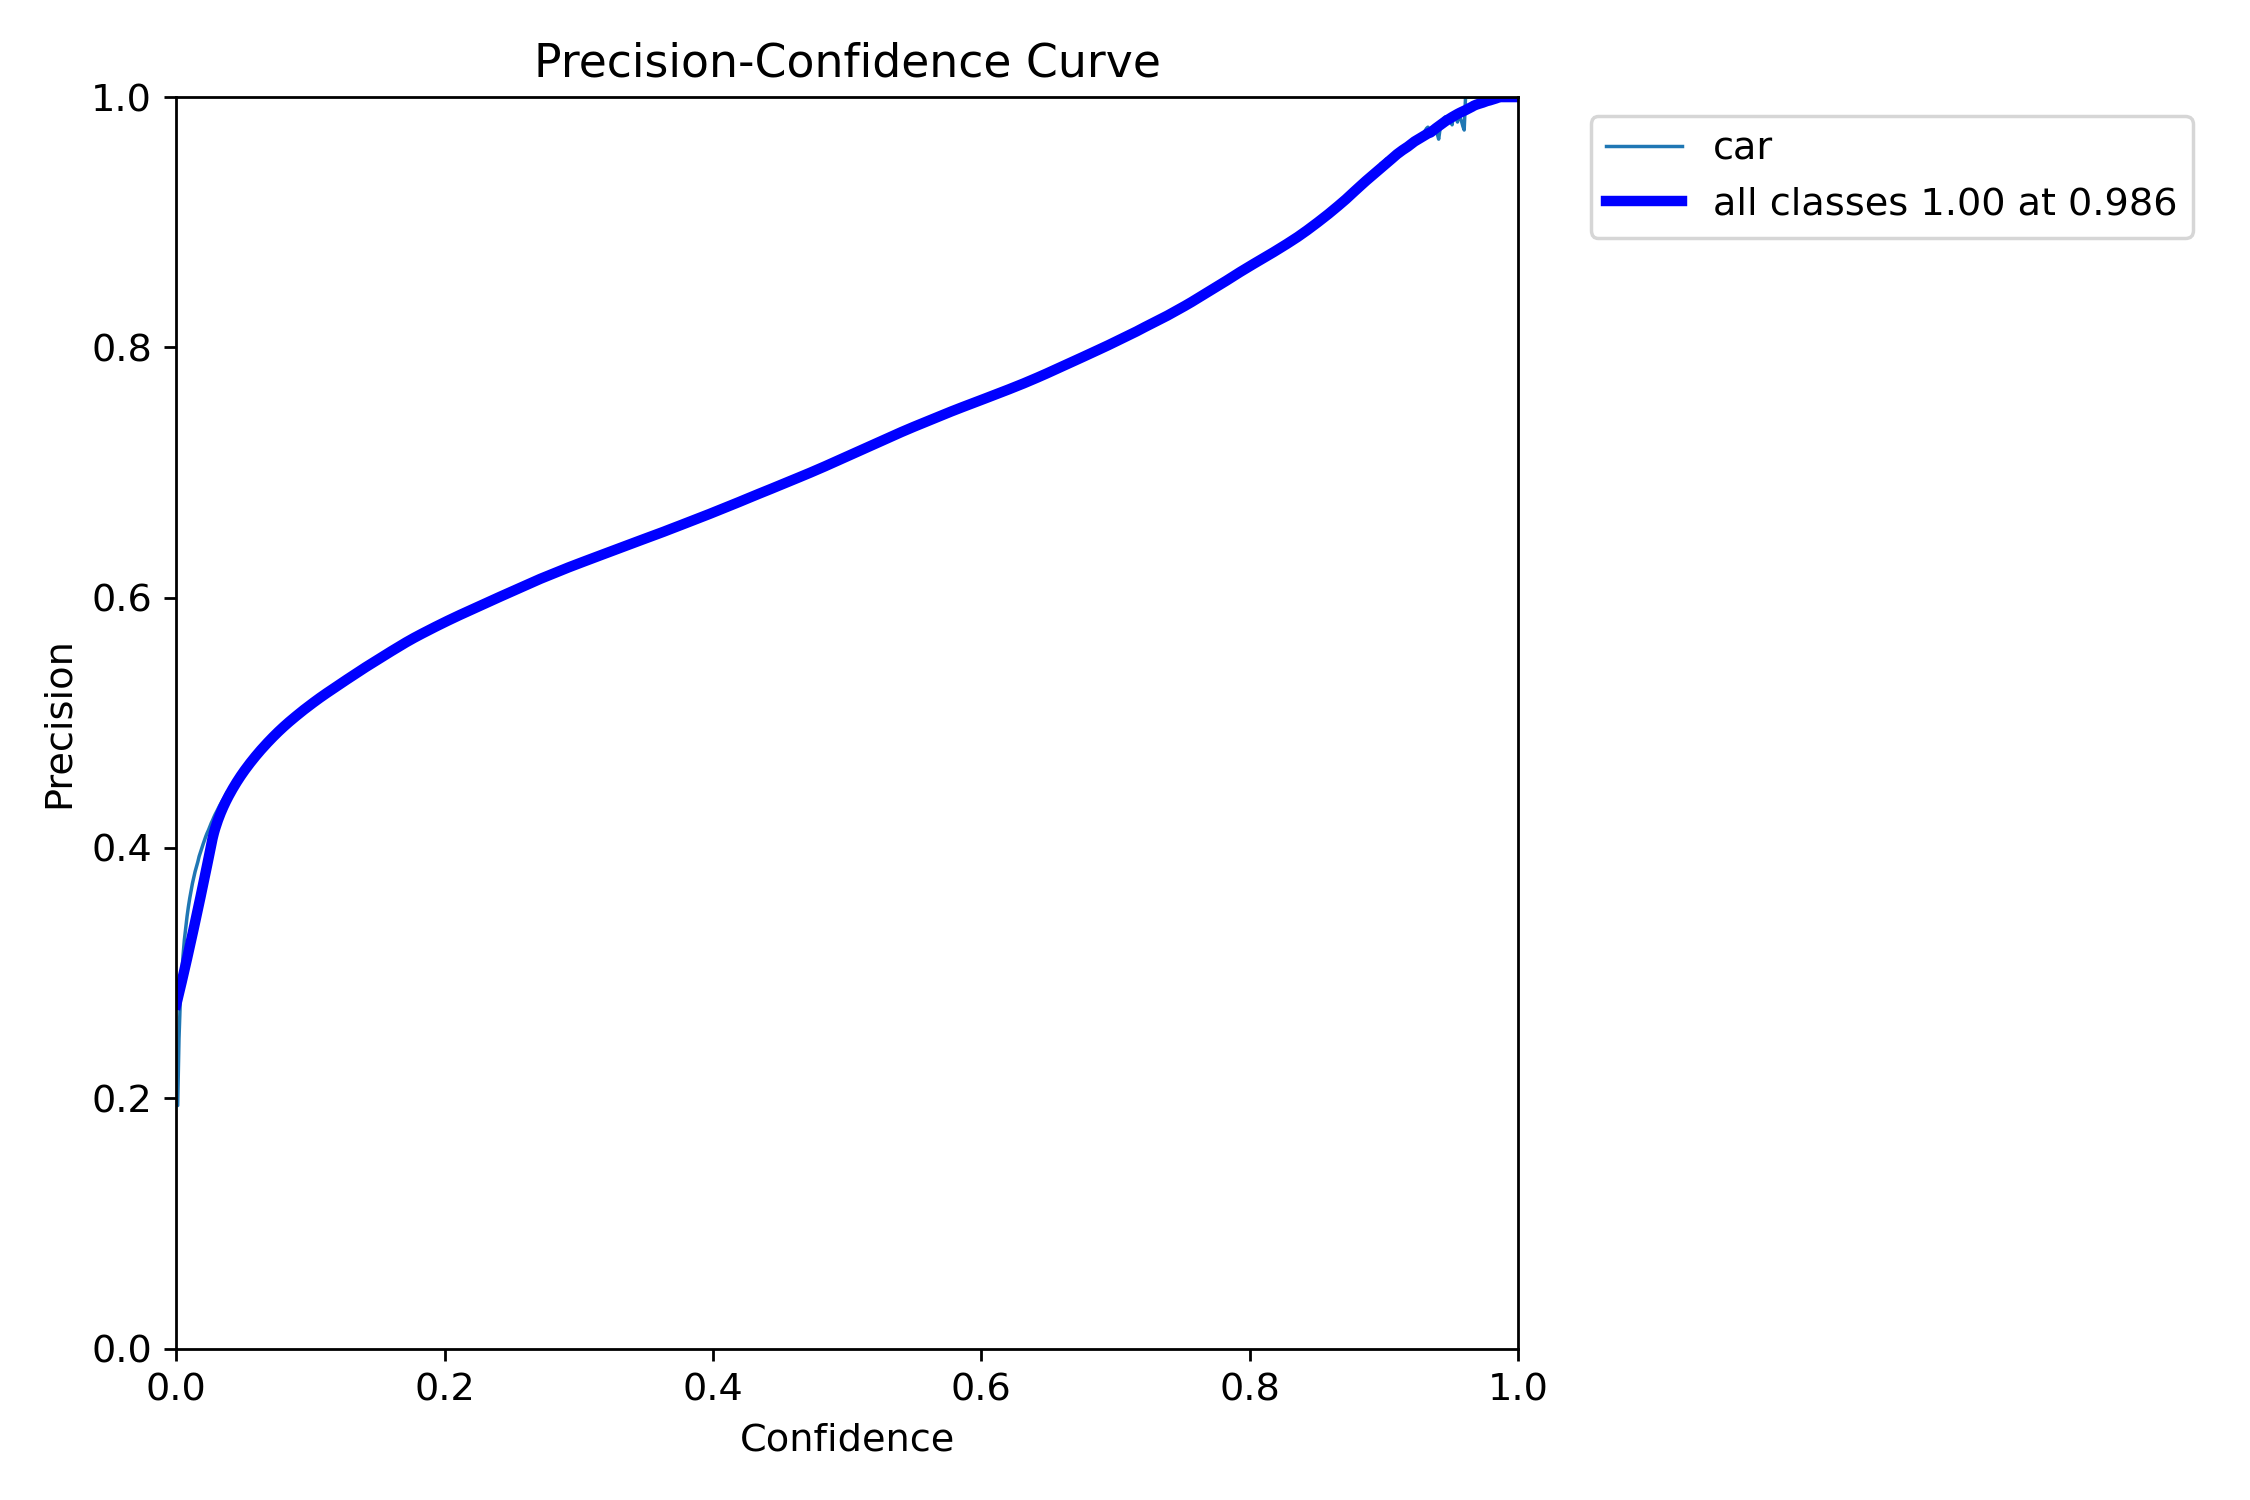 Precision-Confidence Curve
1.0
0.8
0.6
0.4
0.2
0.0
Precision
0.0 0.2 0.4 0.6 0.8 1.0
Confidence
car
all classes 1.00 at 0.986